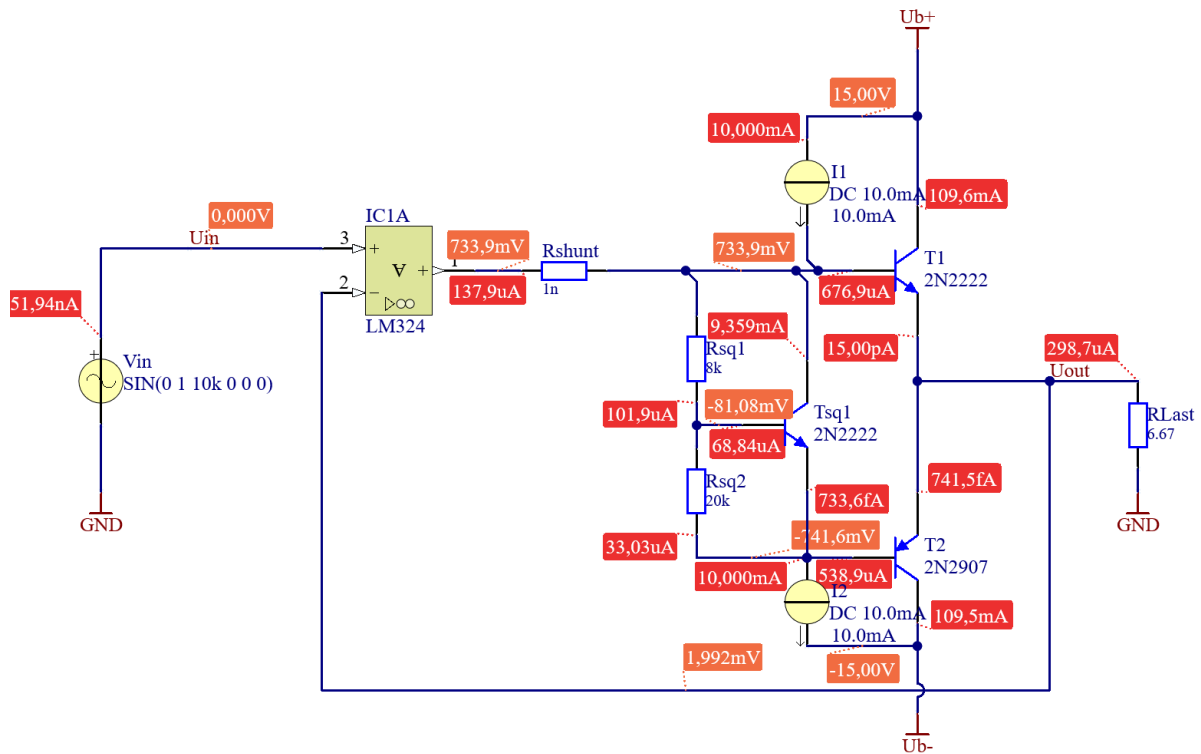 Ub+
15,00V
10,000mA
I1
DC 10.0mA
10.0mA
109,6mA
0,000V
Uin
IC1A
3
+
2
−
A
+
1
▷∞
LM324
733,9mV
137,9uA
Rshunt
1n
733,9mV
676,9uA
T1
2N2222
51,94nA
+
Vin
SIN(0 1 10k 0 0 0)
9,359mA
Rsq1
8k
15,00pA
298,7uA
Uout
101,9uA
-81,08mV
68,84uA
Tsq1
2N2222
RLast
6.67
Rsq2
20k
733,6fA
741,5fA
GND
GND
33,03uA
-741,6mV
10,000mA
538,9uA
T2
2N2907
I2
DC 10.0mA
10.0mA
109,5mA
1,992mV
-15,00V
Ub-